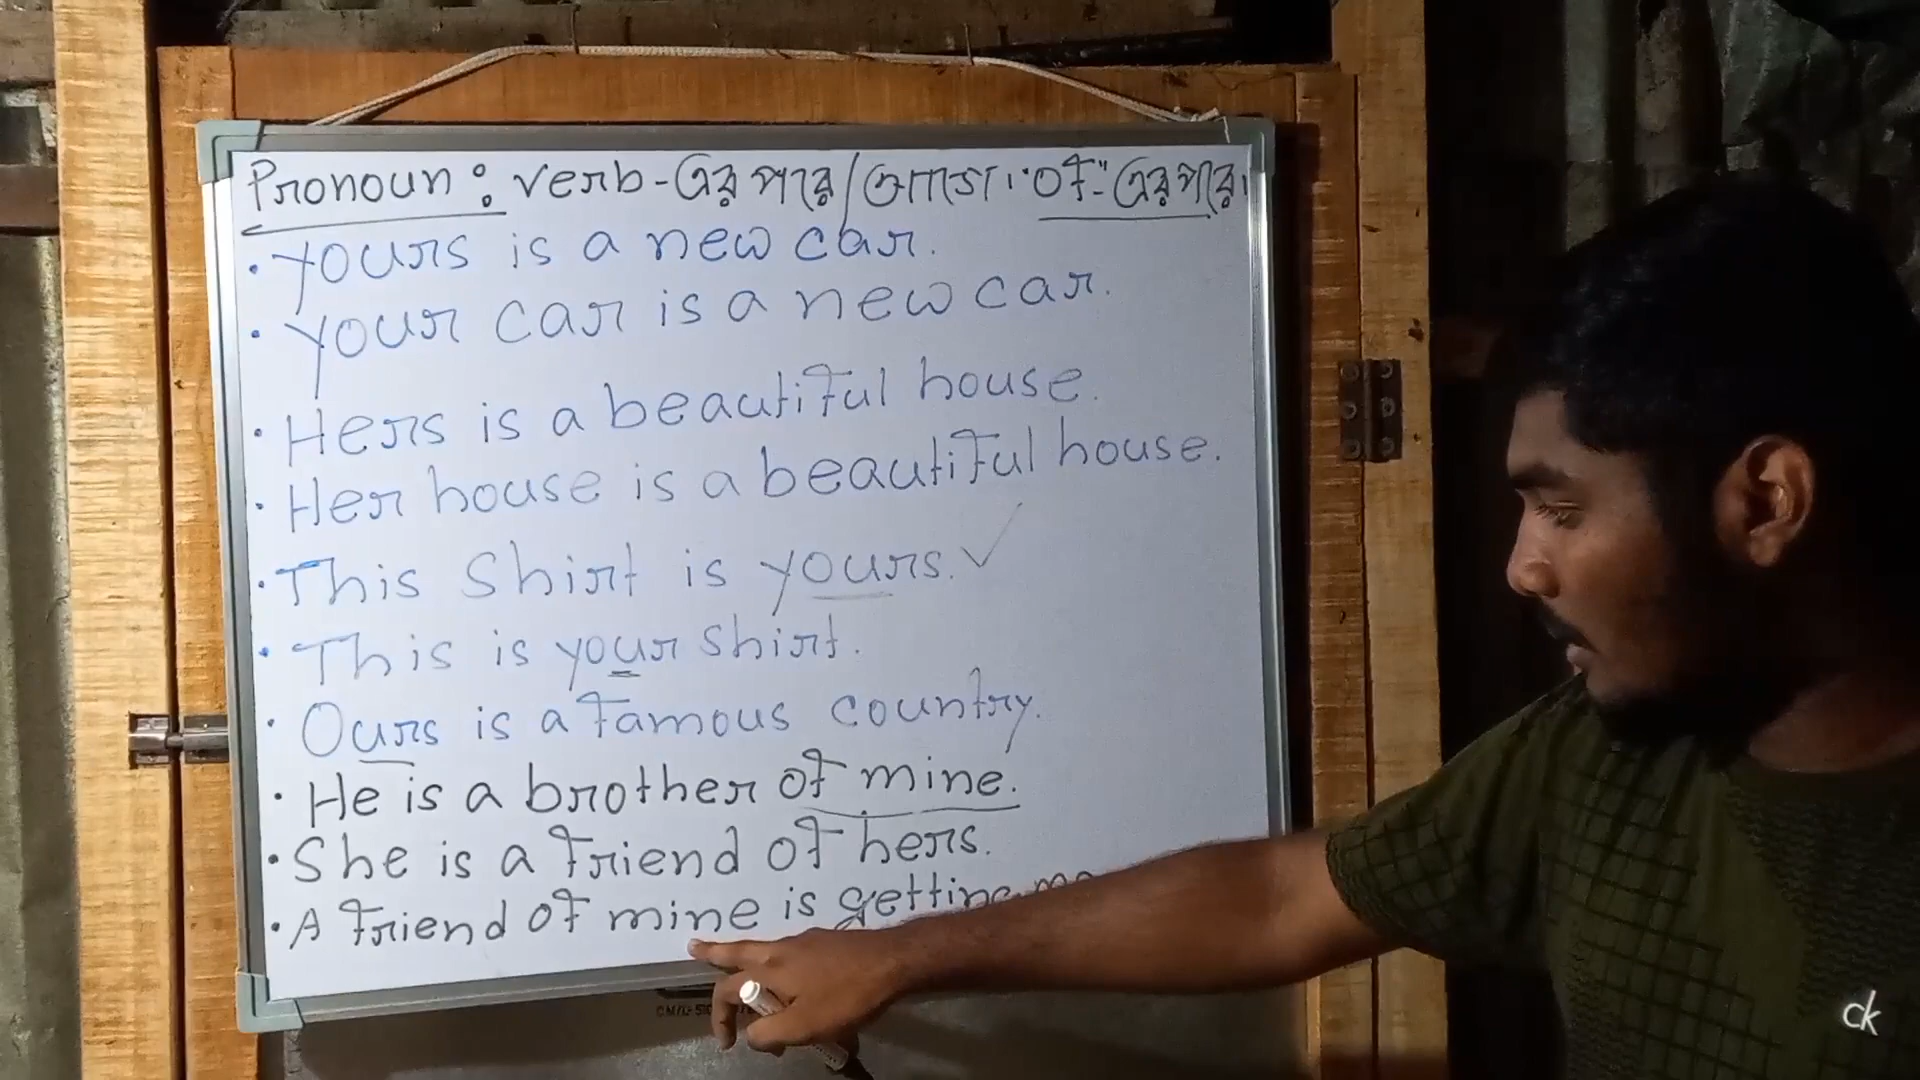 Pronoun: verb-এর পরে/অথবা "of"-এর পরে।
• Yours is a new car.
• Your car is a new car.
• Hers is a beautiful house.
• Her house is a beautiful house.
• This Shirt is yours. ✓
• This is your shirt.
• Ours is a famous country.
• He is a brother of mine.
• She is a friend of hers.
• A friend of mine is getting
ck